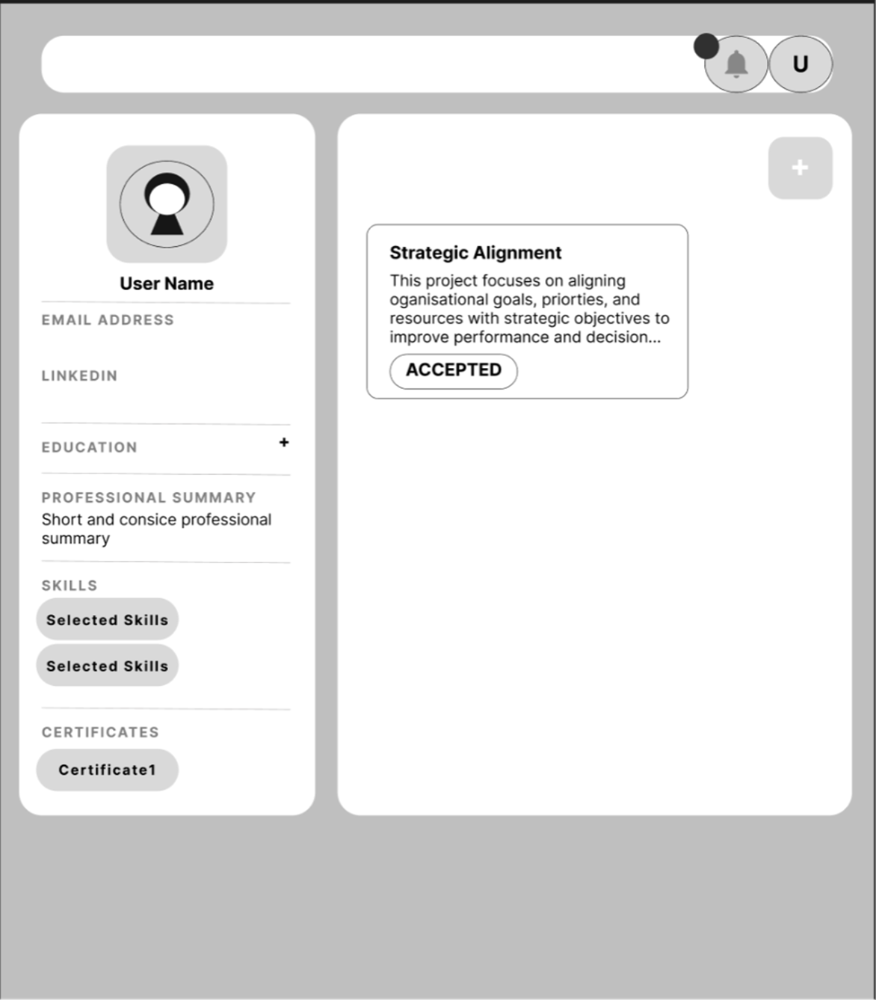 U
+
User Name
EMAIL ADDRESS
LINKEDIN
EDUCATION +
PROFESSIONAL SUMMARY
Short and consice professional
summary
SKILLS
Selected Skills
Selected Skills
CERTIFICATES
Certificate1
Strategic Alignment
This project focuses on aligning
oganisational goals, priorties, and
resources with strategic objectives to
improve performance and decision...
ACCEPTED